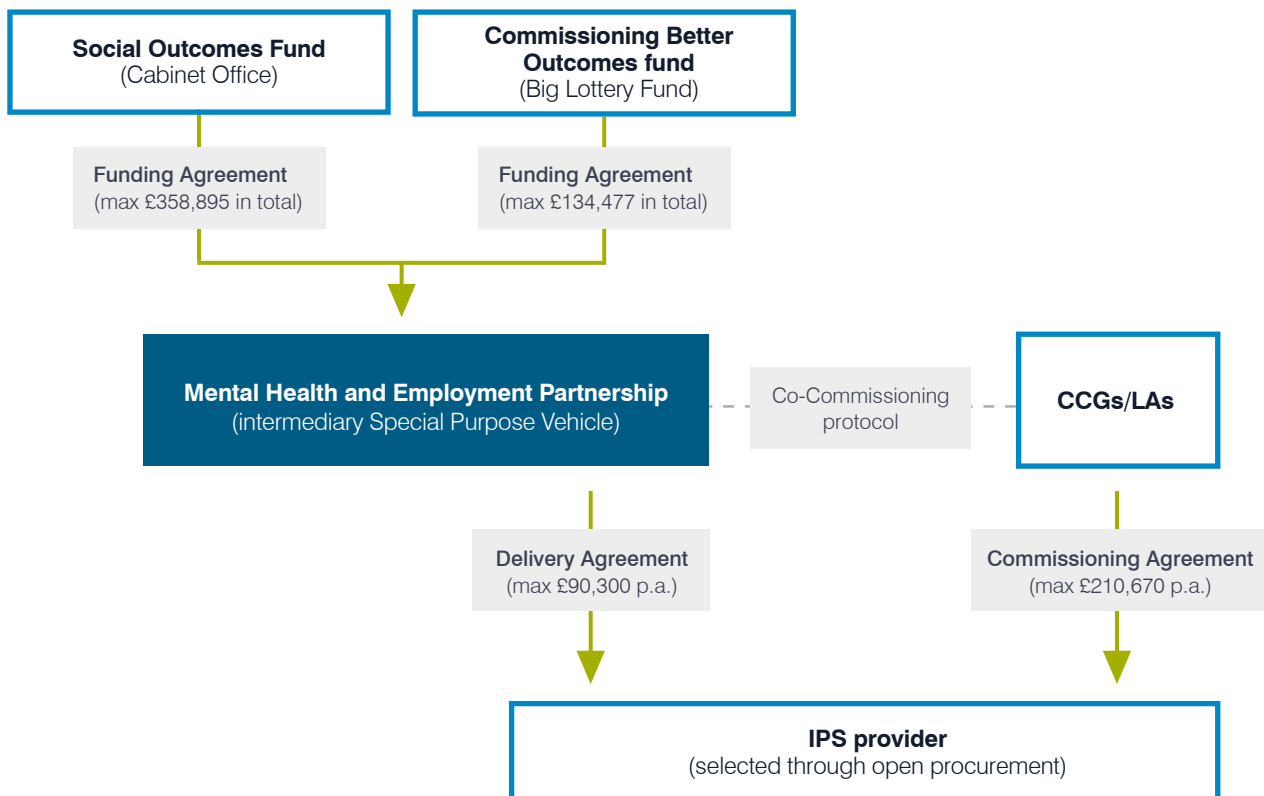 Social Outcomes Fund
(Cabinet Office)
Commissioning Better
Outcomes fund
(Big Lottery Fund)
Funding Agreement
(max £358,895 in total)
Funding Agreement
(max £134,477 in total)
Mental Health and Employment Partnership
(intermediary Special Purpose Vehicle)
Co-Commissioning
protocol
CCGs/LAs
Delivery Agreement
(max £90,300 p.a.)
Commissioning Agreement
(max £210,670 p.a.)
IPS provider
(selected through open procurement)